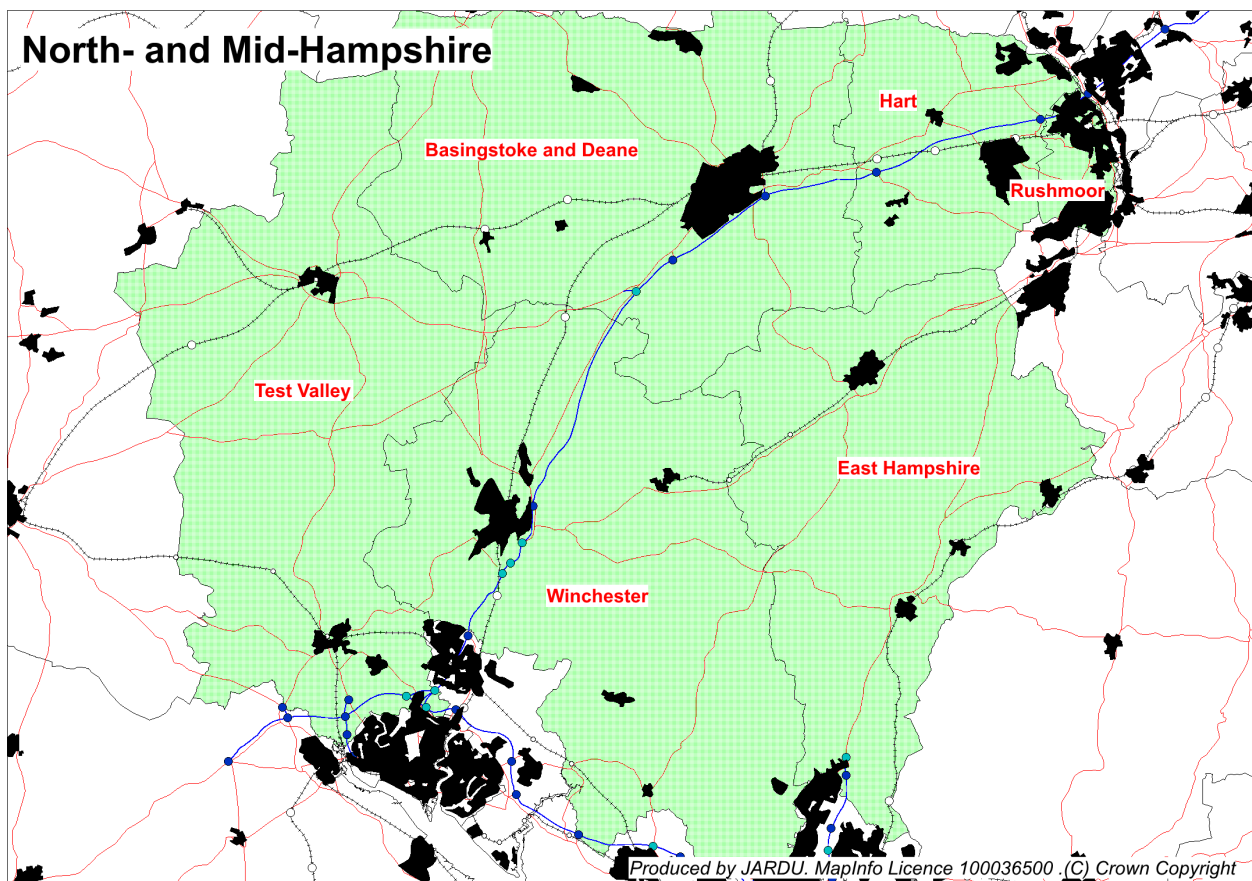 North- and Mid-Hampshire
Hart
Basingstoke and Deane
Rushmoor
Test Valley
East Hampshire
Winchester
Produced by JARDU. MapInfo Licence 100036500 .(C) Crown Copyright